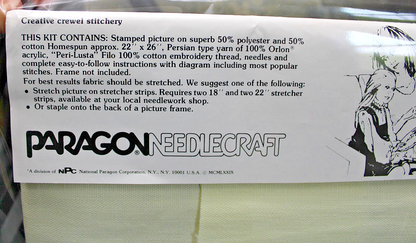 Creative crewel stitchery
THIS KIT CONTAINS: Stamped picture on superb 50% polyester and 50%
cotton Homespun approx. 22" x 26", Persian type yarn of 100% Orlon®
acrylic, "Peri-Lusta" Filo 100% cotton embroidery thread, needles and
complete easy-to-follow instructions with diagram including most popular
stitches. Frame not included.
For best results fabric should be stretched. We suggest one of the following:
• Stretch picture on stretcher strips. Requires two 18" and two 22" stretcher
strips, available at your local needlework shop.
• Or staple onto the back of a picture frame.
PARAGON® NEEDLECRAFT
*A division of NPC National Paragon Corporation, N.Y., N.Y. 10001 U.S.A. © MCMLXXIX